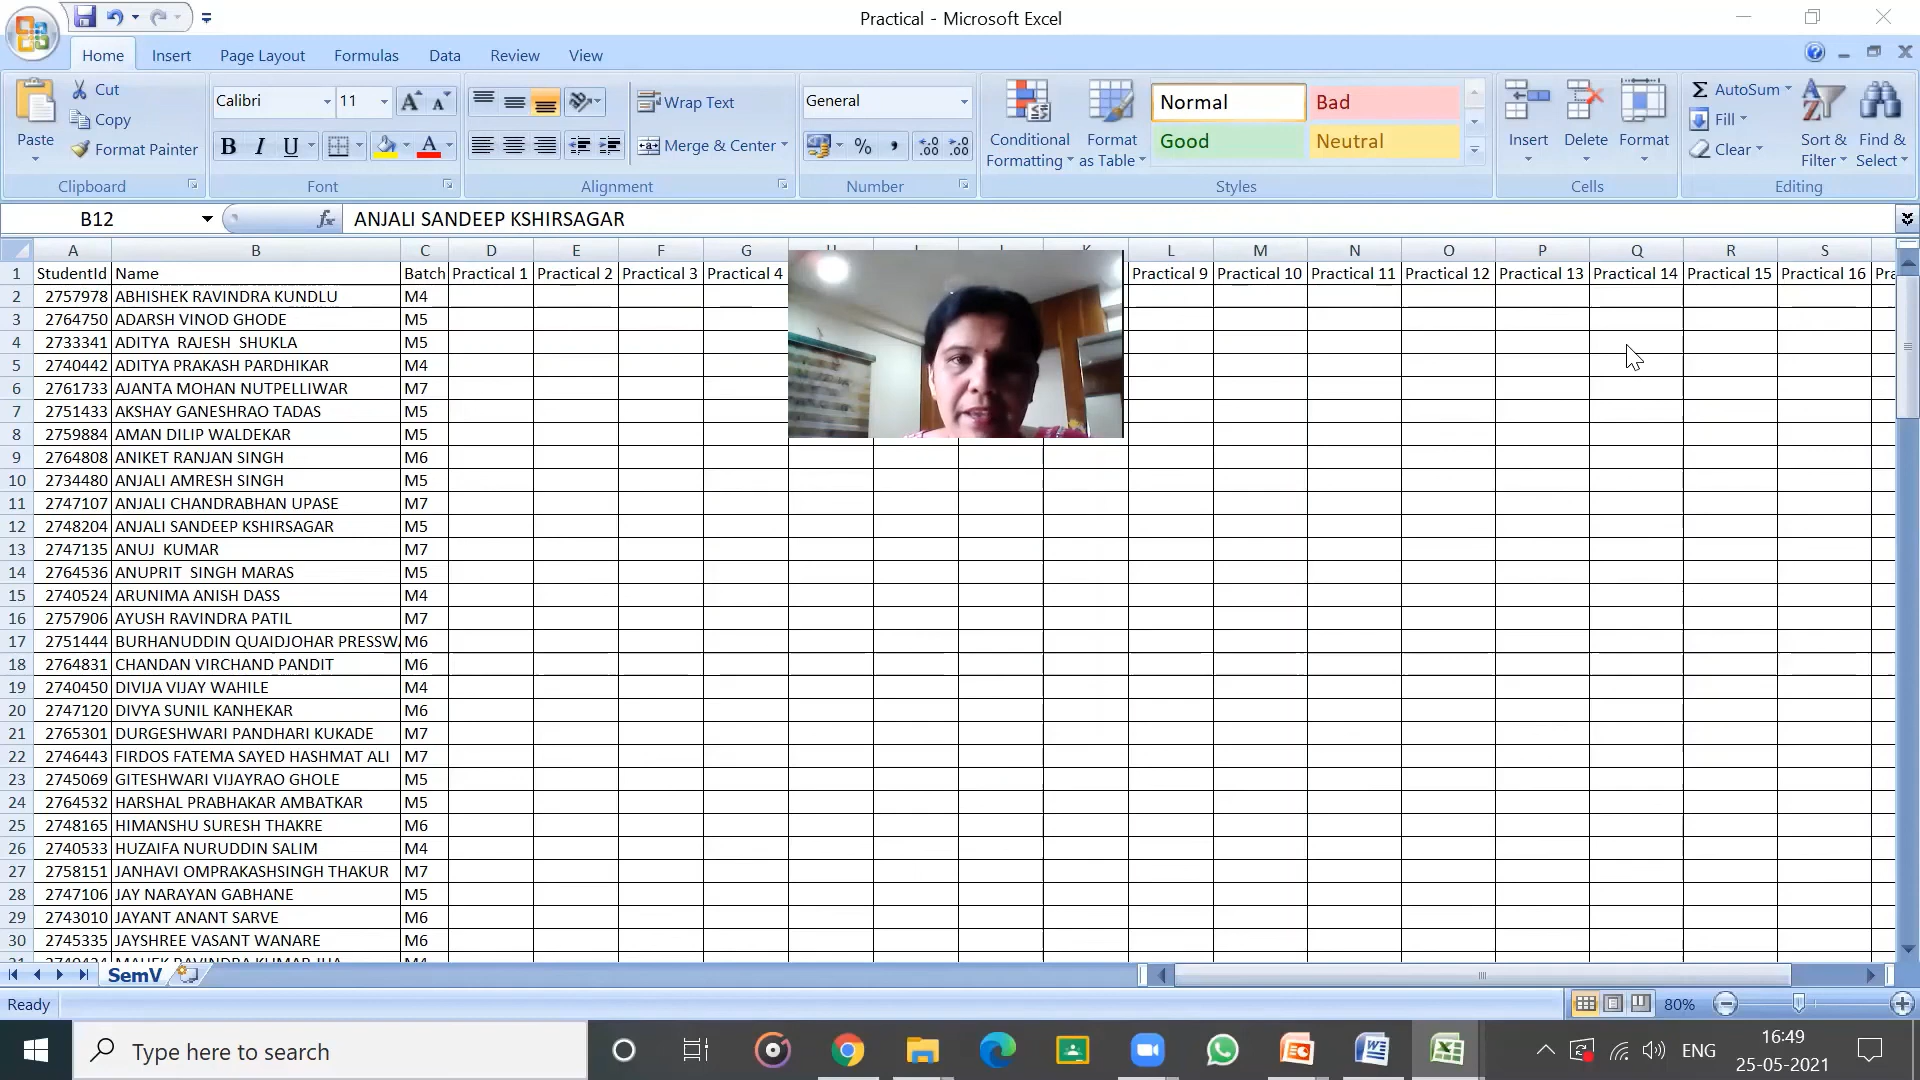 Practical - Microsoft Excel
Home Insert Page Layout Formulas Data Review View
Cut
Copy
Format Painter
Paste
Clipboard
Calibri 11
B I U
Font
Wrap Text
Merge & Center
Alignment
General
Number
Conditional Formatting
Format as Table
Normal Bad
Good Neutral
Styles
Insert Delete Format
Cells
AutoSum
Fill
Clear
Sort & Filter
Find & Select
Editing
B12 fx ANJALI SANDEEP KSHIRSAGAR
A B C D E F G L M N O P Q R S
1 StudentId Name Batch Practical 1 Practical 2 Practical 3 Practical 4 Practical 9 Practical 10 Practical 11 Practical 12 Practical 13 Practical 14 Practical 15 Practical 16 Pra
2 2757978 ABHISHEK RAVINDRA KUNDLU M4
3 2764750 ADARSH VINOD GHODE M5
4 2733341 ADITYA RAJESH SHUKLA M5
5 2740442 ADITYA PRAKASH PARDHIKAR M4
6 2761733 AJANTA MOHAN NUTPELLIWAR M7
7 2751433 AKSHAY GANESHRAO TADAS M5
8 2759884 AMAN DILIP WALDEKAR M5
9 2764808 ANIKET RANJAN SINGH M6
10 2734480 ANJALI AMRESH SINGH M5
11 2747107 ANJALI CHANDRABHAN UPASE M7
12 2748204 ANJALI SANDEEP KSHIRSAGAR M5
13 2747135 ANUJ KUMAR M7
14 2764536 ANUPRIT SINGH MARAS M5
15 2740524 ARUNIMA ANISH DASS M4
16 2757906 AYUSH RAVINDRA PATIL M7
17 2751444 BURHANUDDIN QUAIDJOHAR PRESSWA M6
18 2764831 CHANDAN VIRCHAND PANDIT M6
19 2740450 DIVIJA VIJAY WAHILE M4
20 2747120 DIVYA SUNIL KANHEKAR M6
21 2765301 DURGESHWARI PANDHARI KUKADE M7
22 2746443 FIRDOS FATEMA SAYED HASHMAT ALI M7
23 2745069 GITESHWARI VIJAYRAO GHOLE M5
24 2764532 HARSHAL PRABHAKAR AMBATKAR M5
25 2748165 HIMANSHU SURESH THAKRE M6
26 2740533 HUZAIFA NURUDDIN SALIM M4
27 2758151 JANHAVI OMPRAKASHSINGH THAKUR M7
28 2747106 JAY NARAYAN GABHANE M5
29 2743010 JAYANT ANANT SARVE M6
30 2745335 JAYSHREE VASANT WANARE M6
SemV
Ready 80%
Type here to search
ENG
16:49
25-05-2021